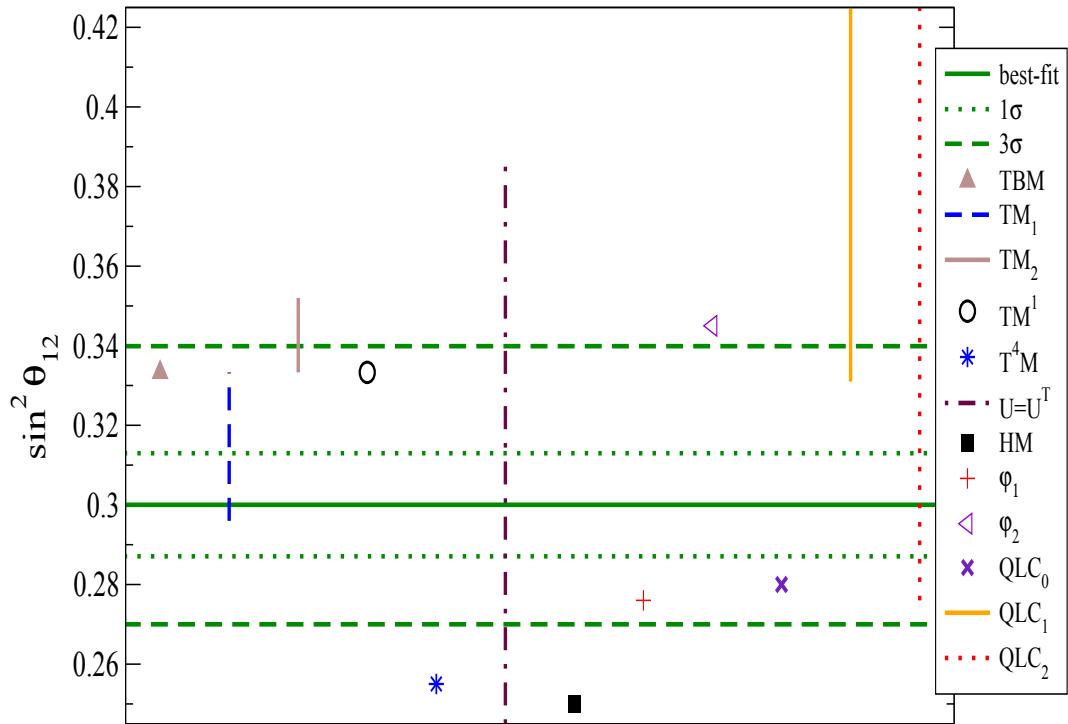 sin² θ₁₂
0.42
0.4
0.38
0.36
0.34
0.32
0.3
0.28
0.26
best-fit
1σ
3σ
TBM
TM₁
TM₂
TM¹
T⁴M
U=Uᵀ
HM
φ₁
φ₂
QLC₀
QLC₁
QLC₂